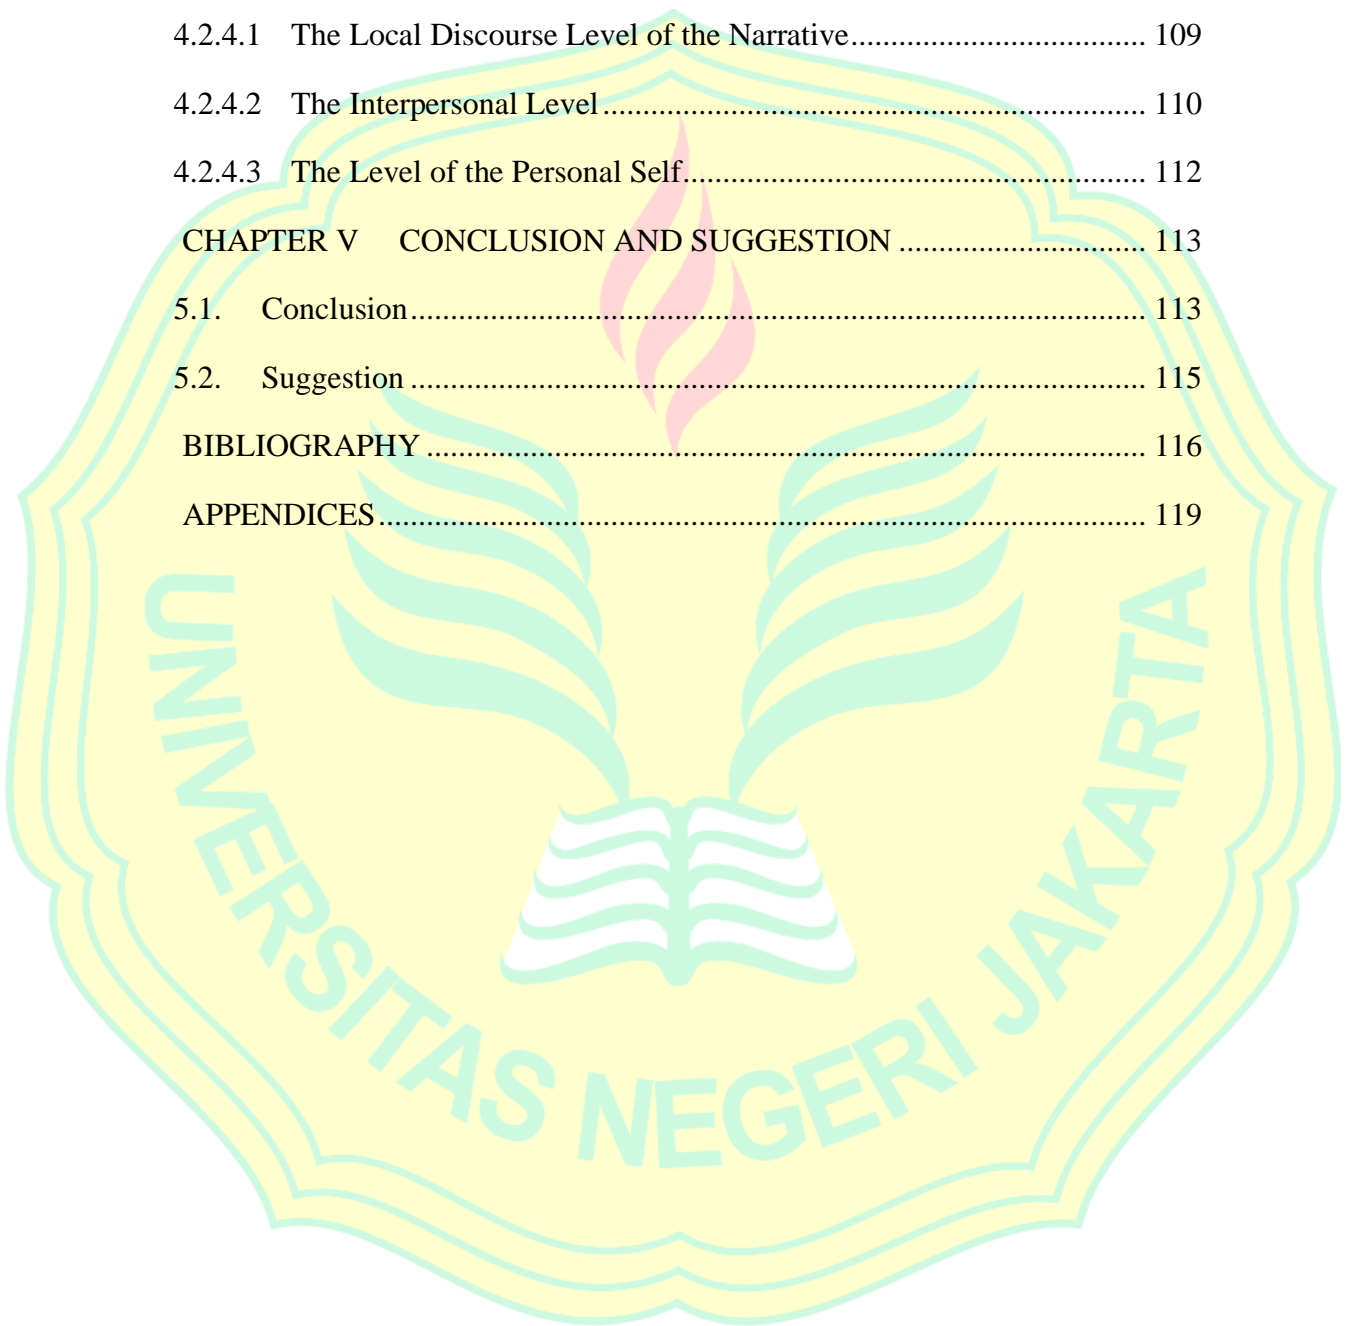 4.2.4.1 The Local Discourse Level of the Narrative.................................... 109
4.2.4.2 The Interpersonal Level.................................................................. 110
4.2.4.3 The Level of the Personal Self........................................................ 112
CHAPTER V CONCLUSION AND SUGGESTION .............................. 113
5.1. Conclusion......................................................................................... 113
5.2. Suggestion ......................................................................................... 115
BIBLIOGRAPHY....................................................................................... 116
APPENDICES............................................................................................. 119
UNIVERSITAS NEGERI JAKARTA